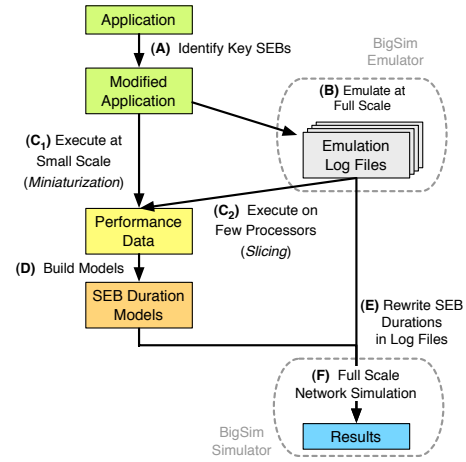 Application
(A) Identify Key SEBs
BigSim
Emulator
Modified
Application
(B) Emulate at
Full Scale
(C1) Execute at
Small Scale
(Miniaturization)
Emulation
Log Files
(C2) Execute on
Few Processors
(Slicing)
Performance
Data
(D) Build Models
SEB Duration
Models
(E) Rewrite SEB
Durations
in Log Files
(F) Full Scale
Network Simulation
BigSim
Simulator
Results